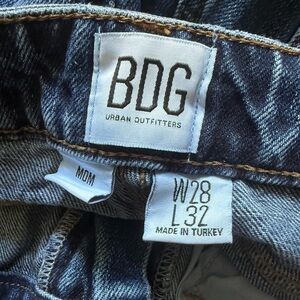 BDG
URBAN OUTFITTERS
MOM
W28
L32
MADE IN TURKEY